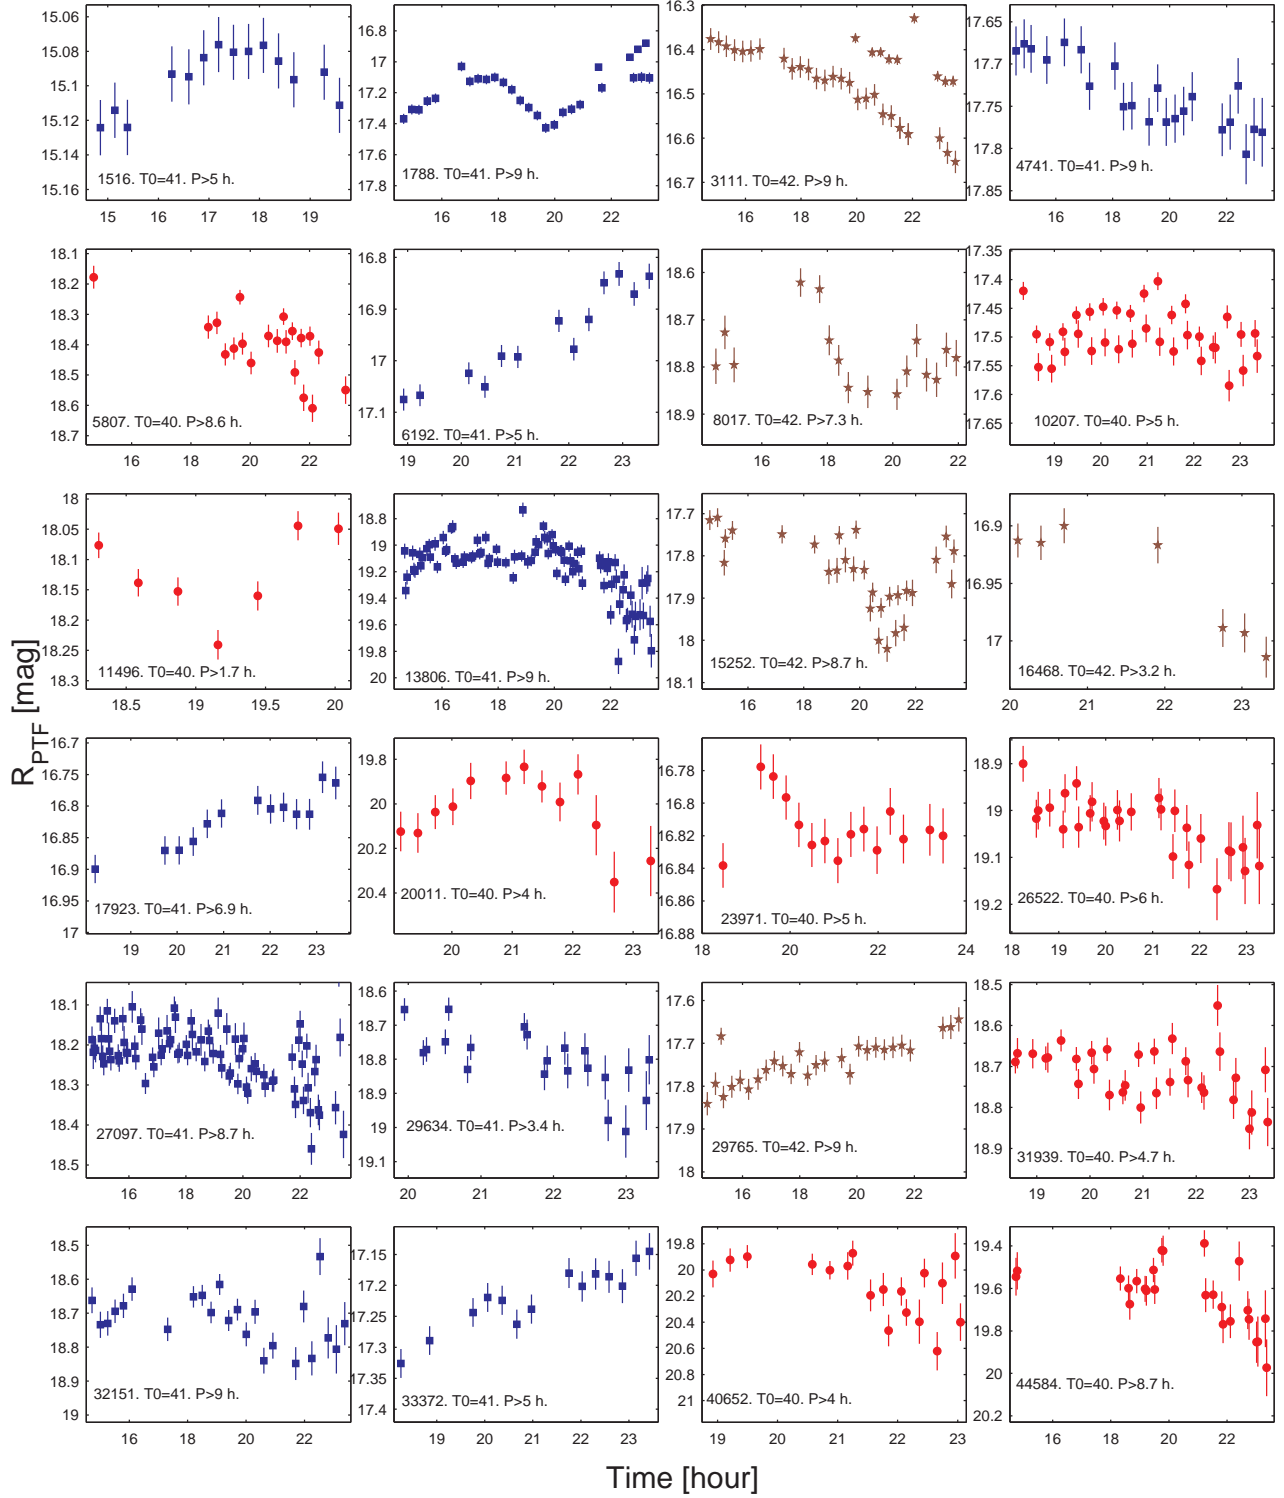 15.06
15.08
15.1
15.12
15.14
15.16
1516. T0=41. P>5 h.
15 16 17 18 19
16.8
17
17.2
17.4
17.6
17.8
1788. T0=41. P>9 h.
16 18 20 22
16.3
16.4
16.5
16.6
16.7
3111. T0=42. P>9 h.
16 18 20 22
17.65
17.7
17.75
17.8
17.85
4741. T0=41. P>9 h.
16 18 20 22
18.1
18.2
18.3
18.4
18.5
18.6
18.7
5807. T0=40. P>8.6 h.
16 18 20 22
16.8
16.9
17
17.1
6192. T0=41. P>5 h.
19 20 21 22 23
18.6
18.7
18.8
18.9
8017. T0=42. P>7.3 h.
16 18 20 22
17.35
17.4
17.45
17.5
17.55
17.6
17.65
10207. T0=40. P>5 h.
19 20 21 22 23
18
18.05
18.1
18.15
18.2
18.25
18.3
11496. T0=40. P>1.7 h.
18.5 19 19.5 20
18.8
19
19.2
19.4
19.6
19.8
20
13806. T0=41. P>9 h.
16 18 20 22
17.7
17.8
17.9
18
18.1
15252. T0=42. P>8.7 h.
16 18 20 22
16.9
16.95
17
16468. T0=42. P>3.2 h.
20 21 22 23
R_PTF [mag]
16.7
16.75
16.8
16.85
16.9
16.95
17
17923. T0=41. P>6.9 h.
19 20 21 22 23
19.8
20
20.2
20.4
20011. T0=40. P>4 h.
20 21 22 23
16.78
16.8
16.82
16.84
16.86
16.88
23971. T0=40. P>5 h.
18 20 22 24
18.9
19
19.1
19.2
26522. T0=40. P>6 h.
18 19 20 21 22 23
18.1
18.2
18.3
18.4
18.5
27097. T0=41. P>8.7 h.
16 18 20 22
18.6
18.7
18.8
18.9
19
19.1
29634. T0=41. P>3.4 h.
20 21 22 23
17.6
17.7
17.8
17.9
18
29765. T0=42. P>9 h.
16 18 20 22
18.5
18.6
18.7
18.8
18.9
31939. T0=40. P>4.7 h.
19 20 21 22 23
18.5
18.6
18.7
18.8
18.9
19
32151. T0=41. P>9 h.
16 18 20 22
17.15
17.2
17.25
17.3
17.35
17.4
33372. T0=41. P>5 h.
19 20 21 22 23
19.8
20
20.2
20.4
20.6
20.8
21
40652. T0=40. P>4 h.
19 20 21 22 23
19.4
19.6
19.8
20
20.2
44584. T0=40. P>8.7 h.
14 16 18 20 22
Time [hour]